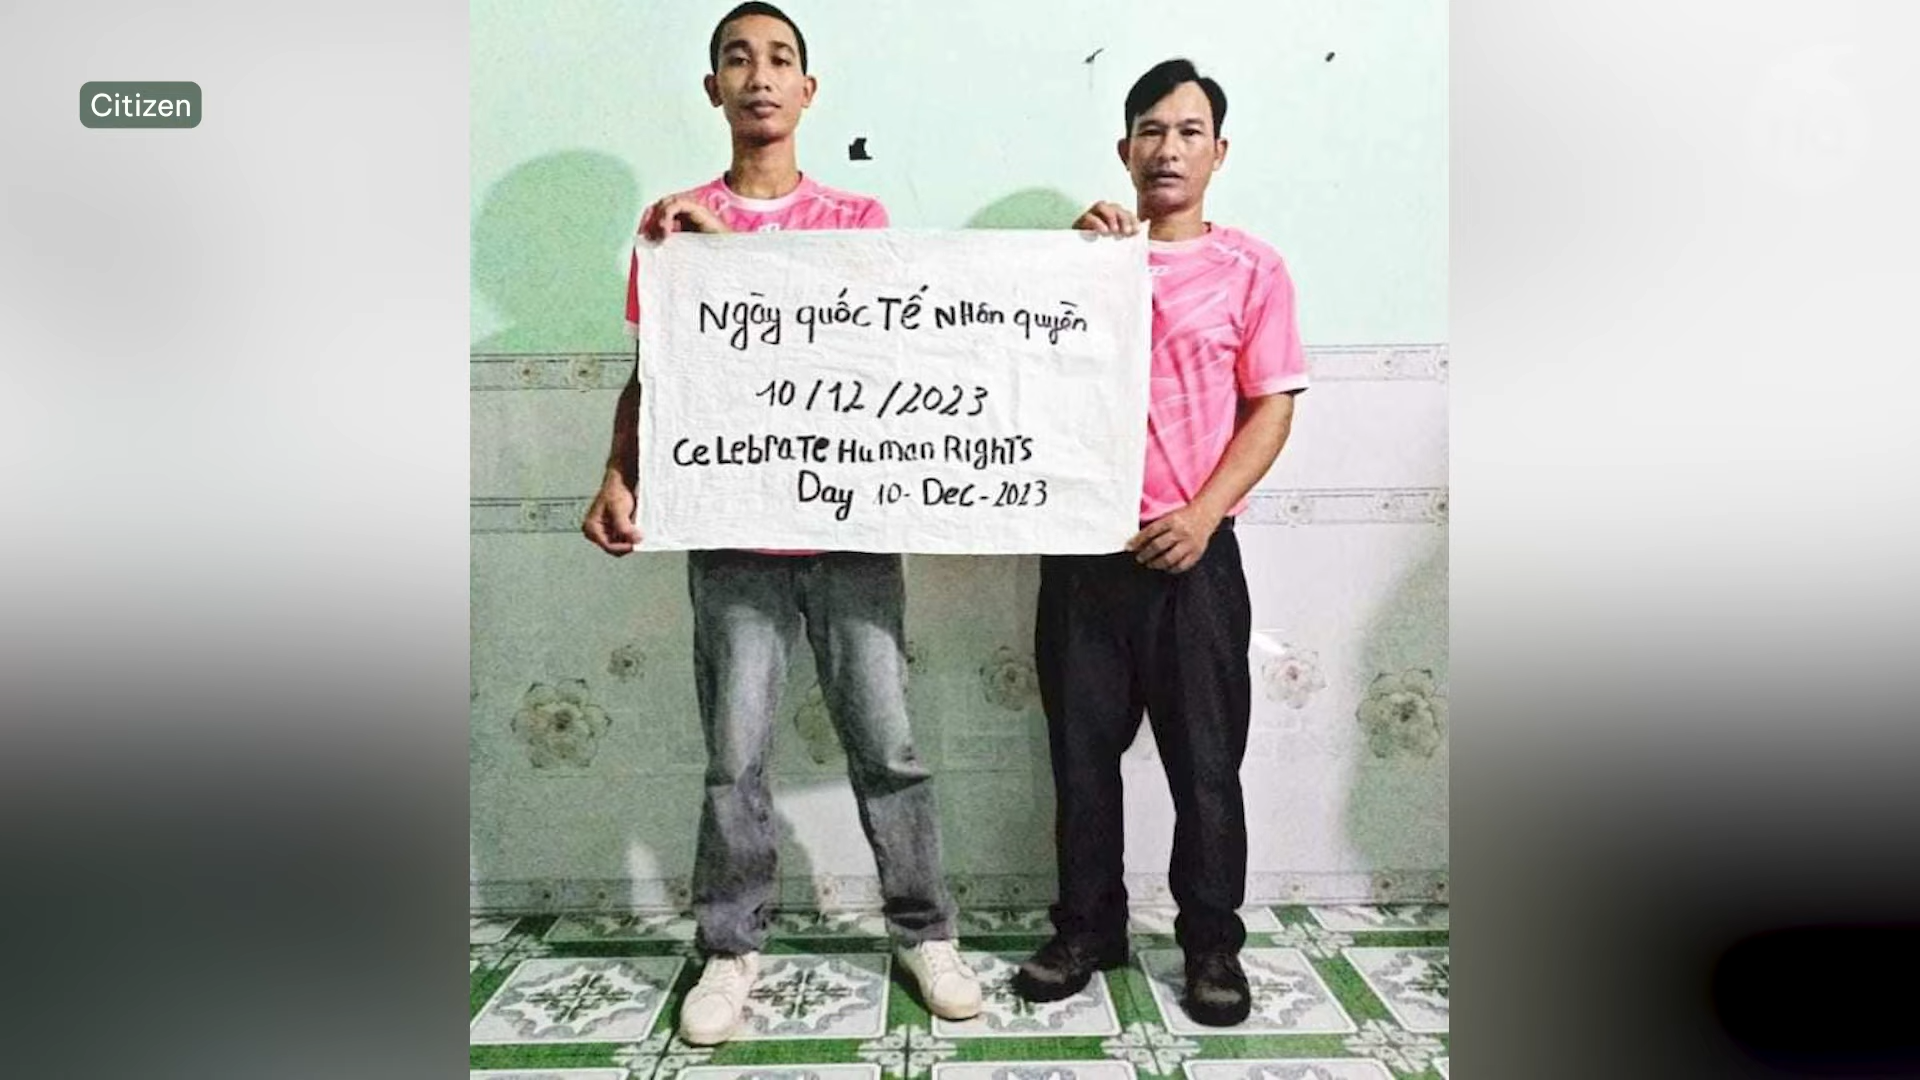 Citizen
Ngày quốc Tế Nhân quyền
10/12/2023
CeLebraTe Human RighTs
Day 10-Dec-2023